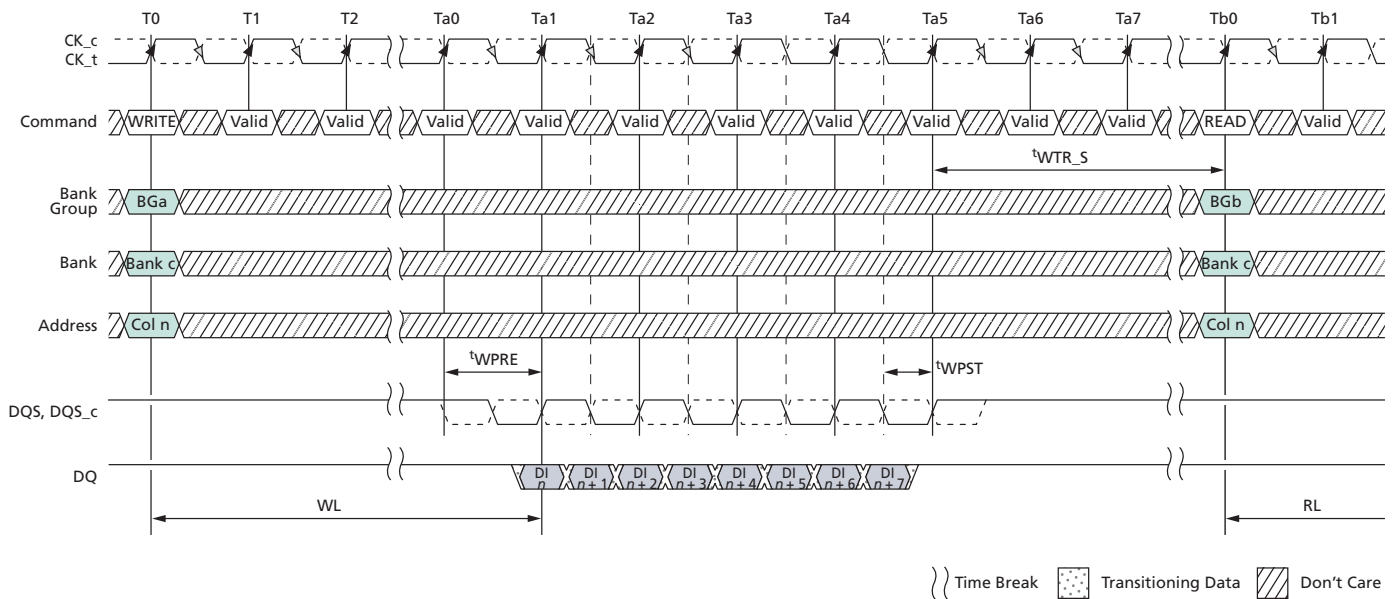 T0 T1 T2 Ta0 Ta1 Ta2 Ta3 Ta4 Ta5 Ta6 Ta7 Tb0 Tb1
CK_c
CK_t
Command WRITE Valid Valid Valid Valid Valid Valid Valid Valid Valid Valid READ Valid
tWTR_S
Bank
Group BGa BGb
Bank Bank c Bank c
Address Col n Col n
tWPRE tWPST
DQS, DQS_c
DQ DI n DI n + 1 DI n + 2 DI n + 3 DI n + 4 DI n + 5 DI n + 6 DI n + 7
WL RL
Time Break Transitioning Data Don't Care